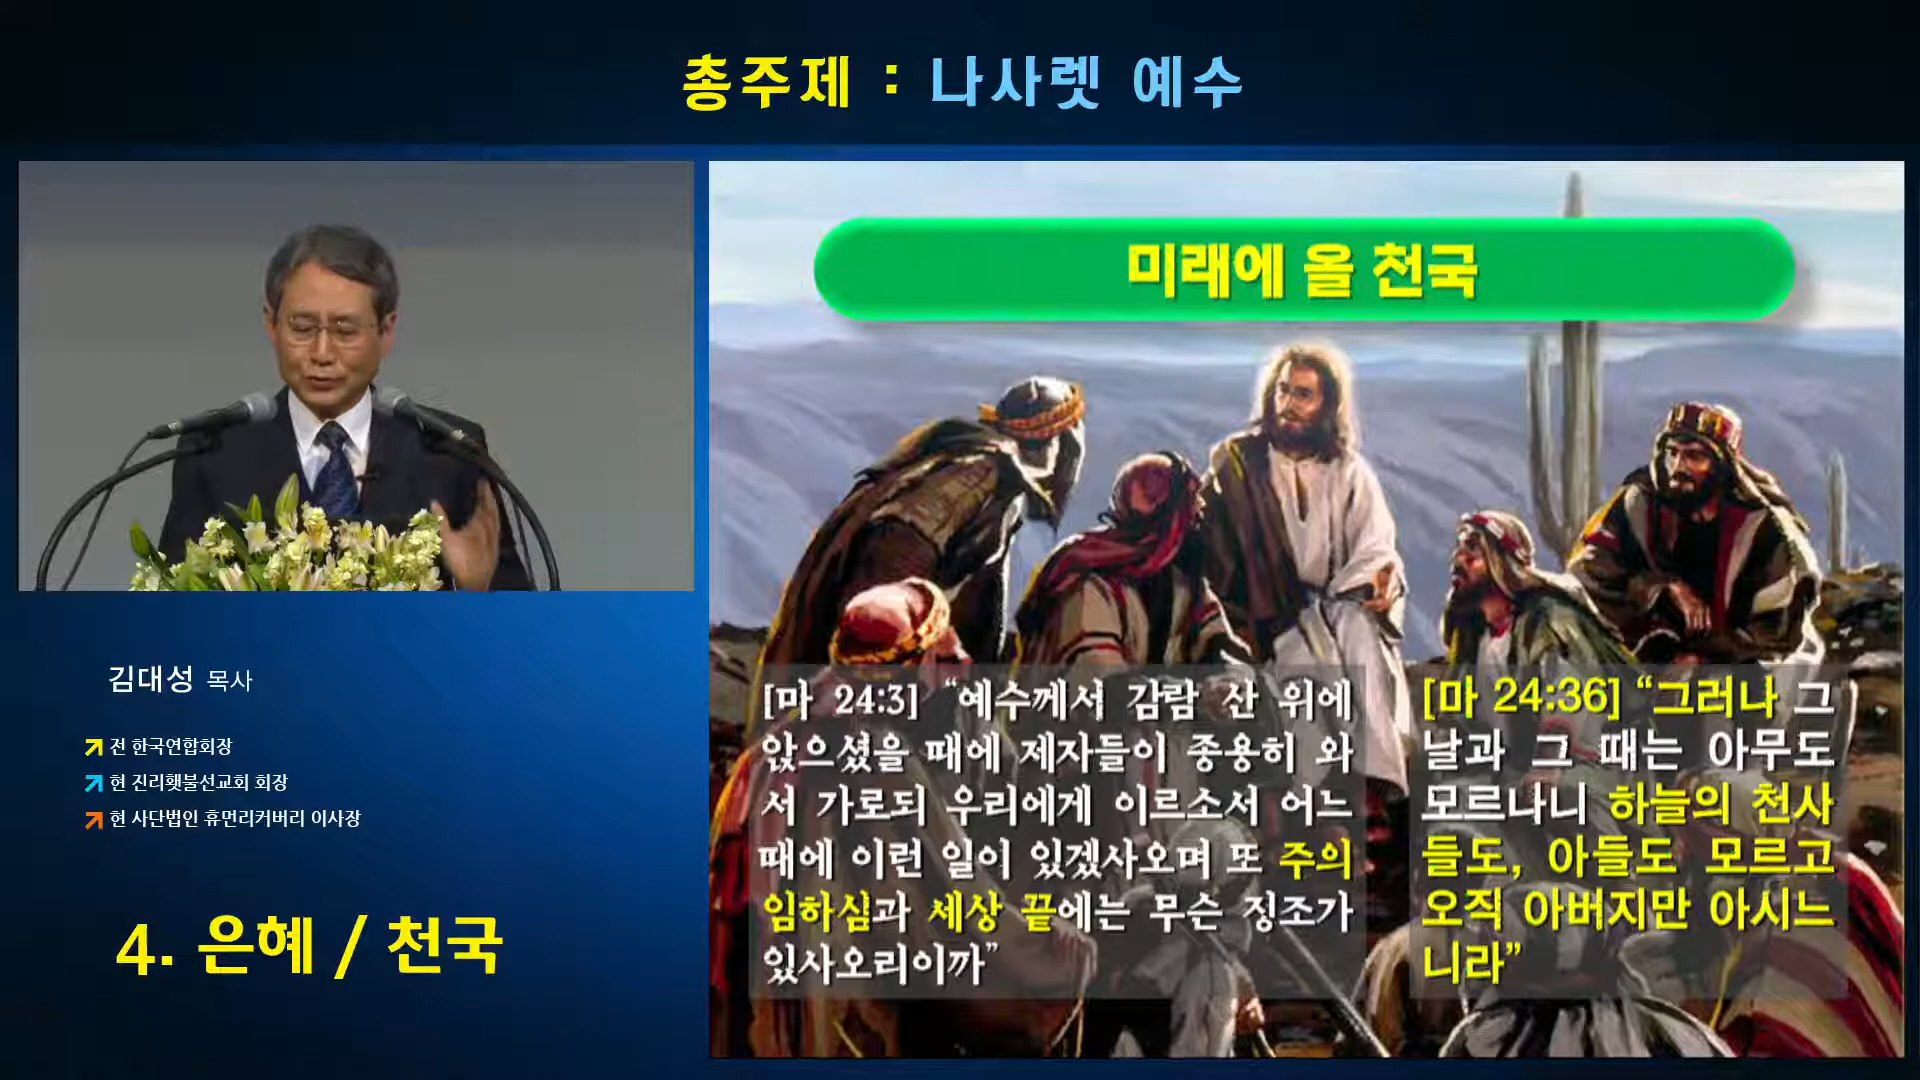 총주제 : 나사렛 예수
미래에 올 천국
[마 24:3] “예수께서 감람 산 위에
앉으셨을 때에 제자들이 종용히 와
서 가로되 우리에게 이르소서 어느
때에 이런 일이 있겠사오며 또 주의
임하심과 세상 끝에는 무슨 징조가
있사오리이까”
[마 24:36] “그러나 그
날과 그 때는 아무도
모르나니 하늘의 천사
들도, 아들도 모르고
오직 아버지만 아시느
니라”
김대성 목사
전 한국연합회장
현 진리횃불선교회 회장
현 사단법인 휴먼리커버리 이사장
4. 은혜 / 천국